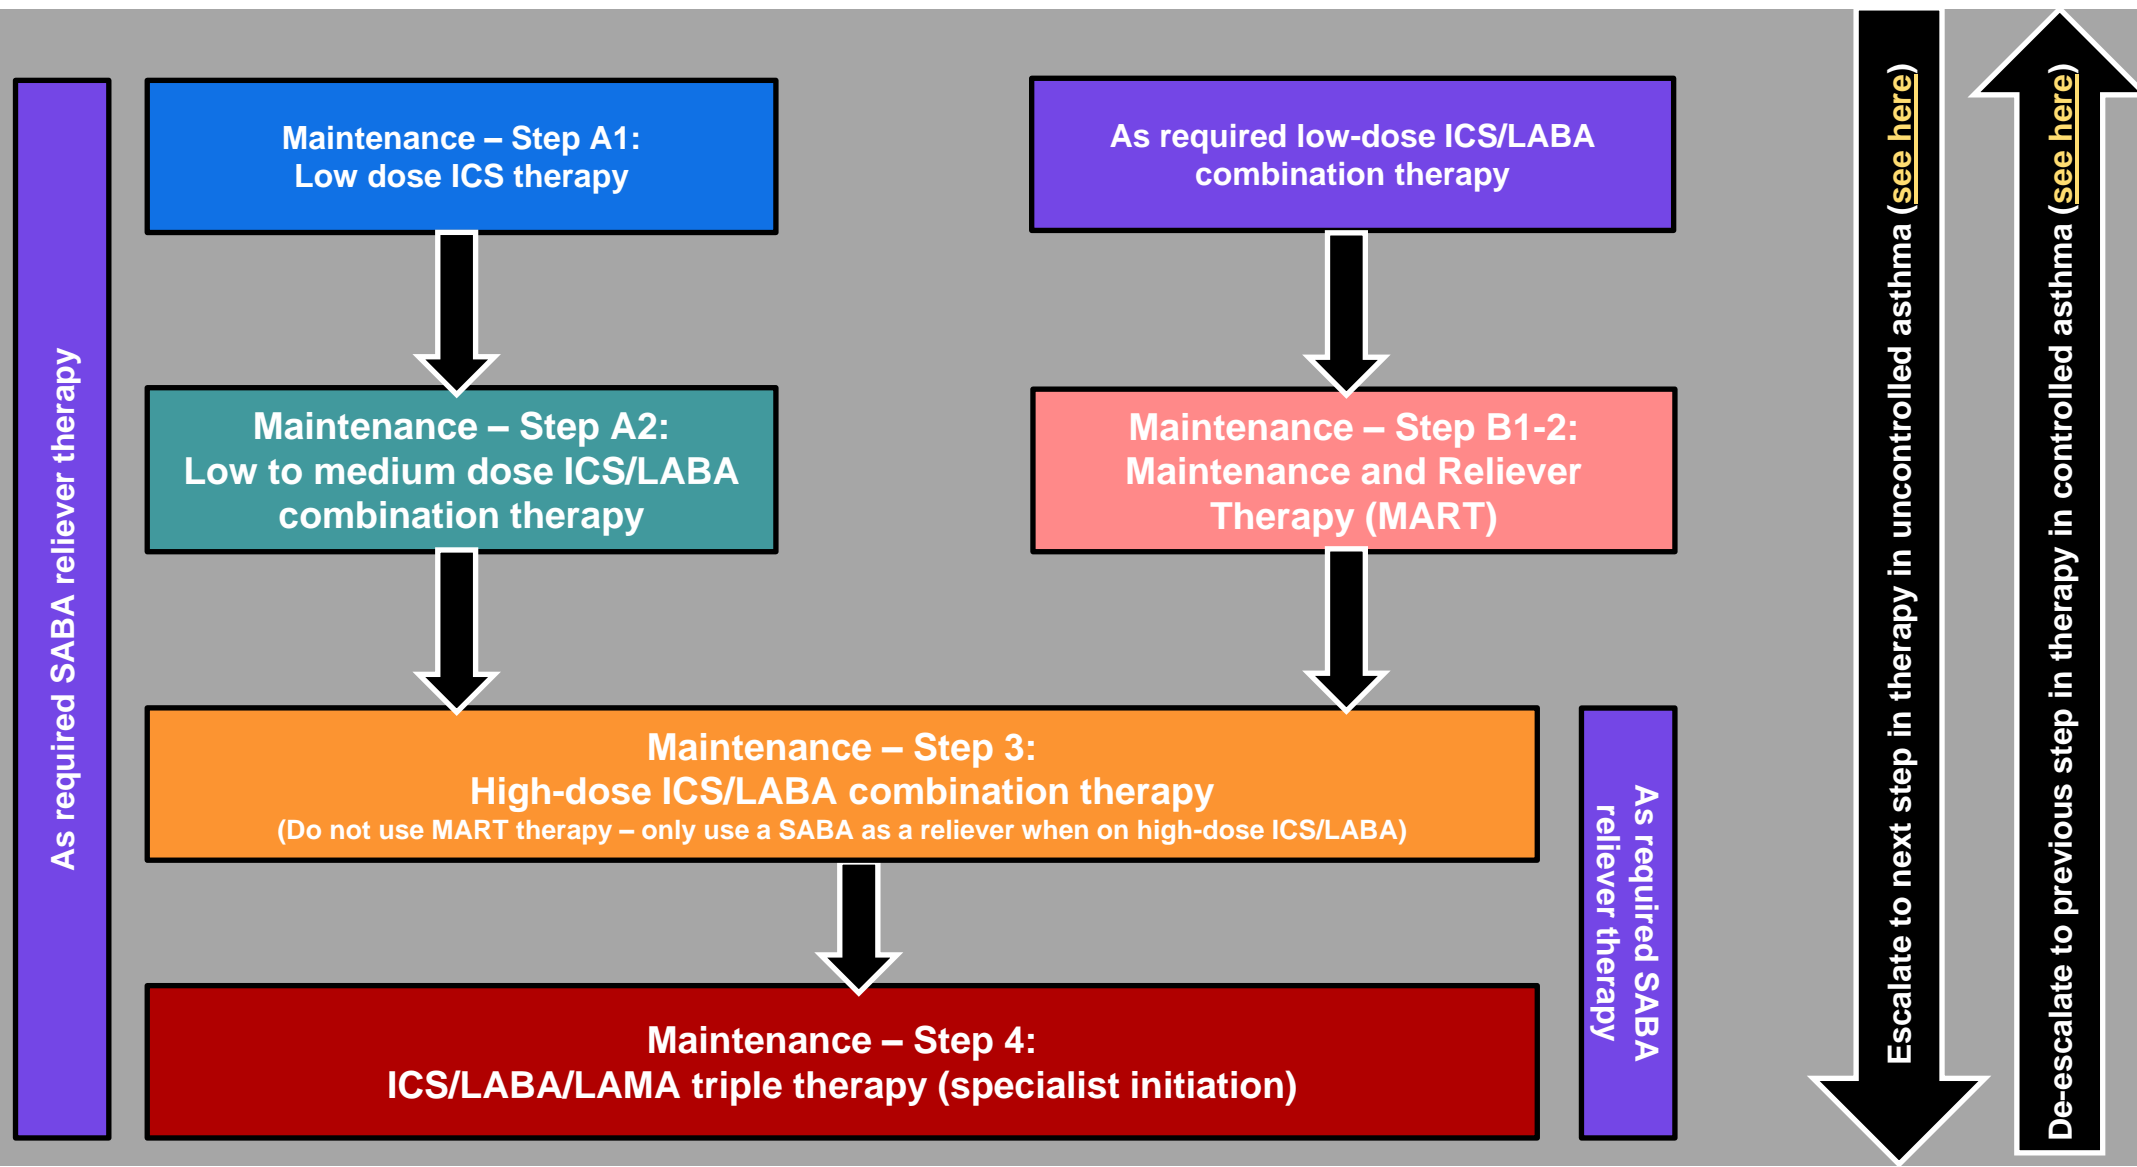 As required SABA reliever therapy
Maintenance – Step A1:
Low dose ICS therapy
As required low-dose ICS/LABA
combination therapy
Maintenance – Step A2:
Low to medium dose ICS/LABA
combination therapy
Maintenance – Step B1-2:
Maintenance and Reliever
Therapy (MART)
Maintenance – Step 3:
High-dose ICS/LABA combination therapy
(Do not use MART therapy – only use a SABA as a reliever when on high-dose ICS/LABA)
As required SABA
reliever therapy
Maintenance – Step 4:
ICS/LABA/LAMA triple therapy (specialist initiation)
Escalate to next step in therapy in uncontrolled asthma (see here)
De-escalate to previous step in therapy in controlled asthma (see here)